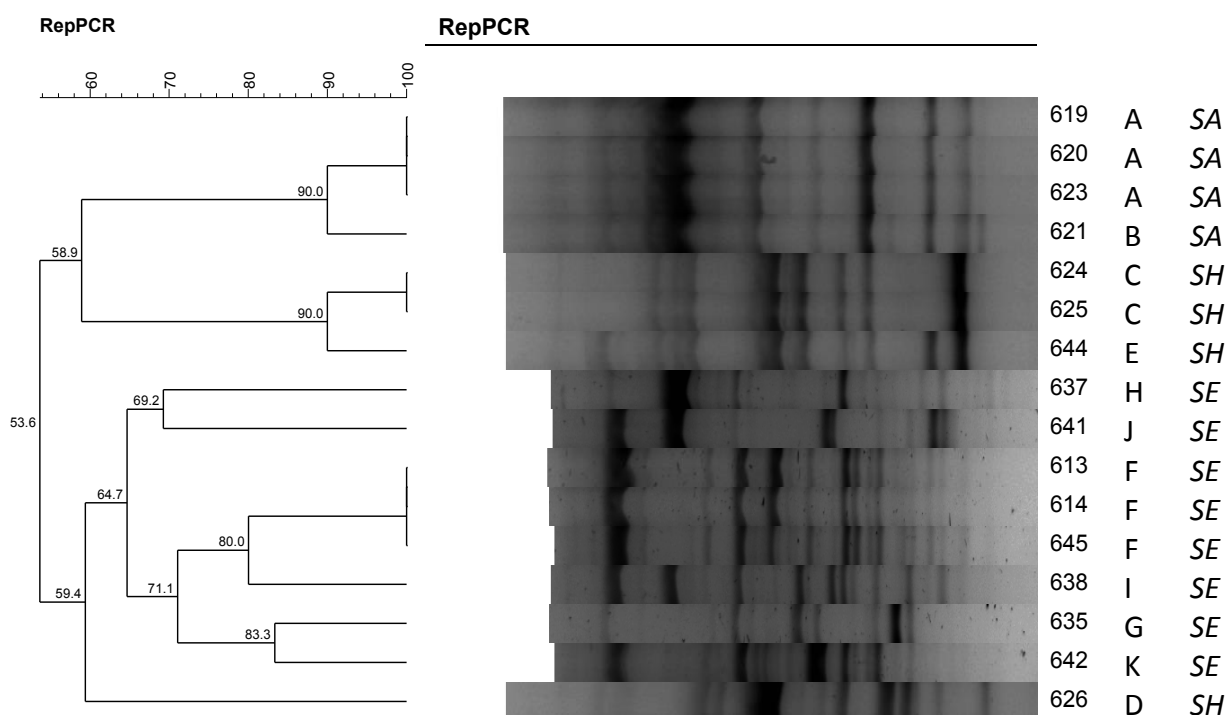 RepPCR RepPCR
60 70 80 90 100
619 A SA
620 A SA
623 A SA
90.0
621 B SA
58.9
624 C SH
625 C SH
90.0
644 E SH
637 H SE
69.2
641 J SE
53.6
613 F SE
64.7
614 F SE
80.0
645 F SE
71.1
638 I SE
59.4
635 G SE
83.3
642 K SE
626 D SH